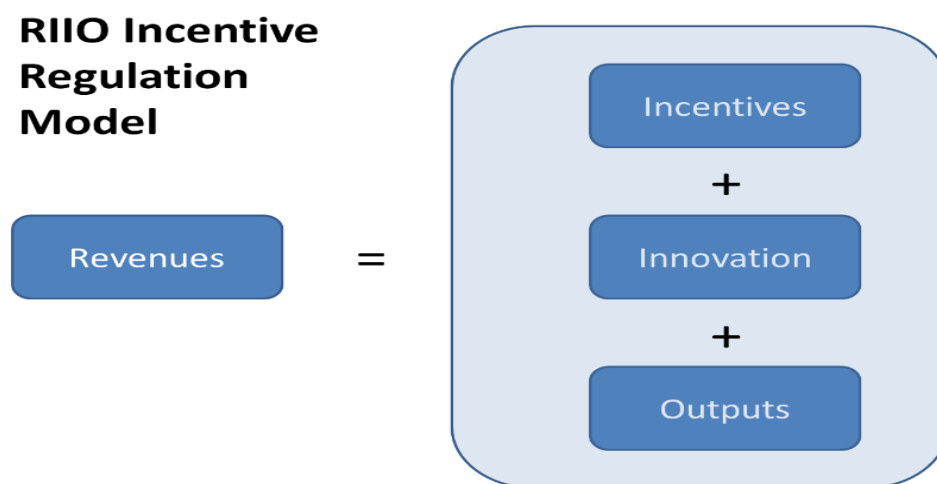 RIIO Incentive
Regulation
Model
Revenues
=
Incentives
+
Innovation
+
Outputs